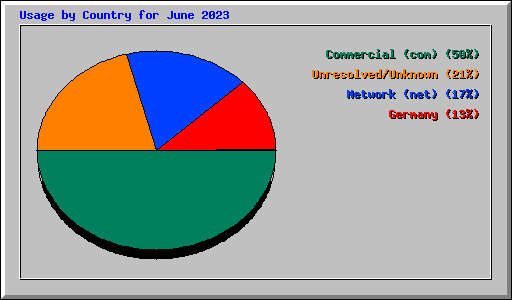 Usage by Country for June 2023
Commercial (com) (50%)
Unresolved/Unknown (21%)
Network (net) (17%)
Germany (13%)